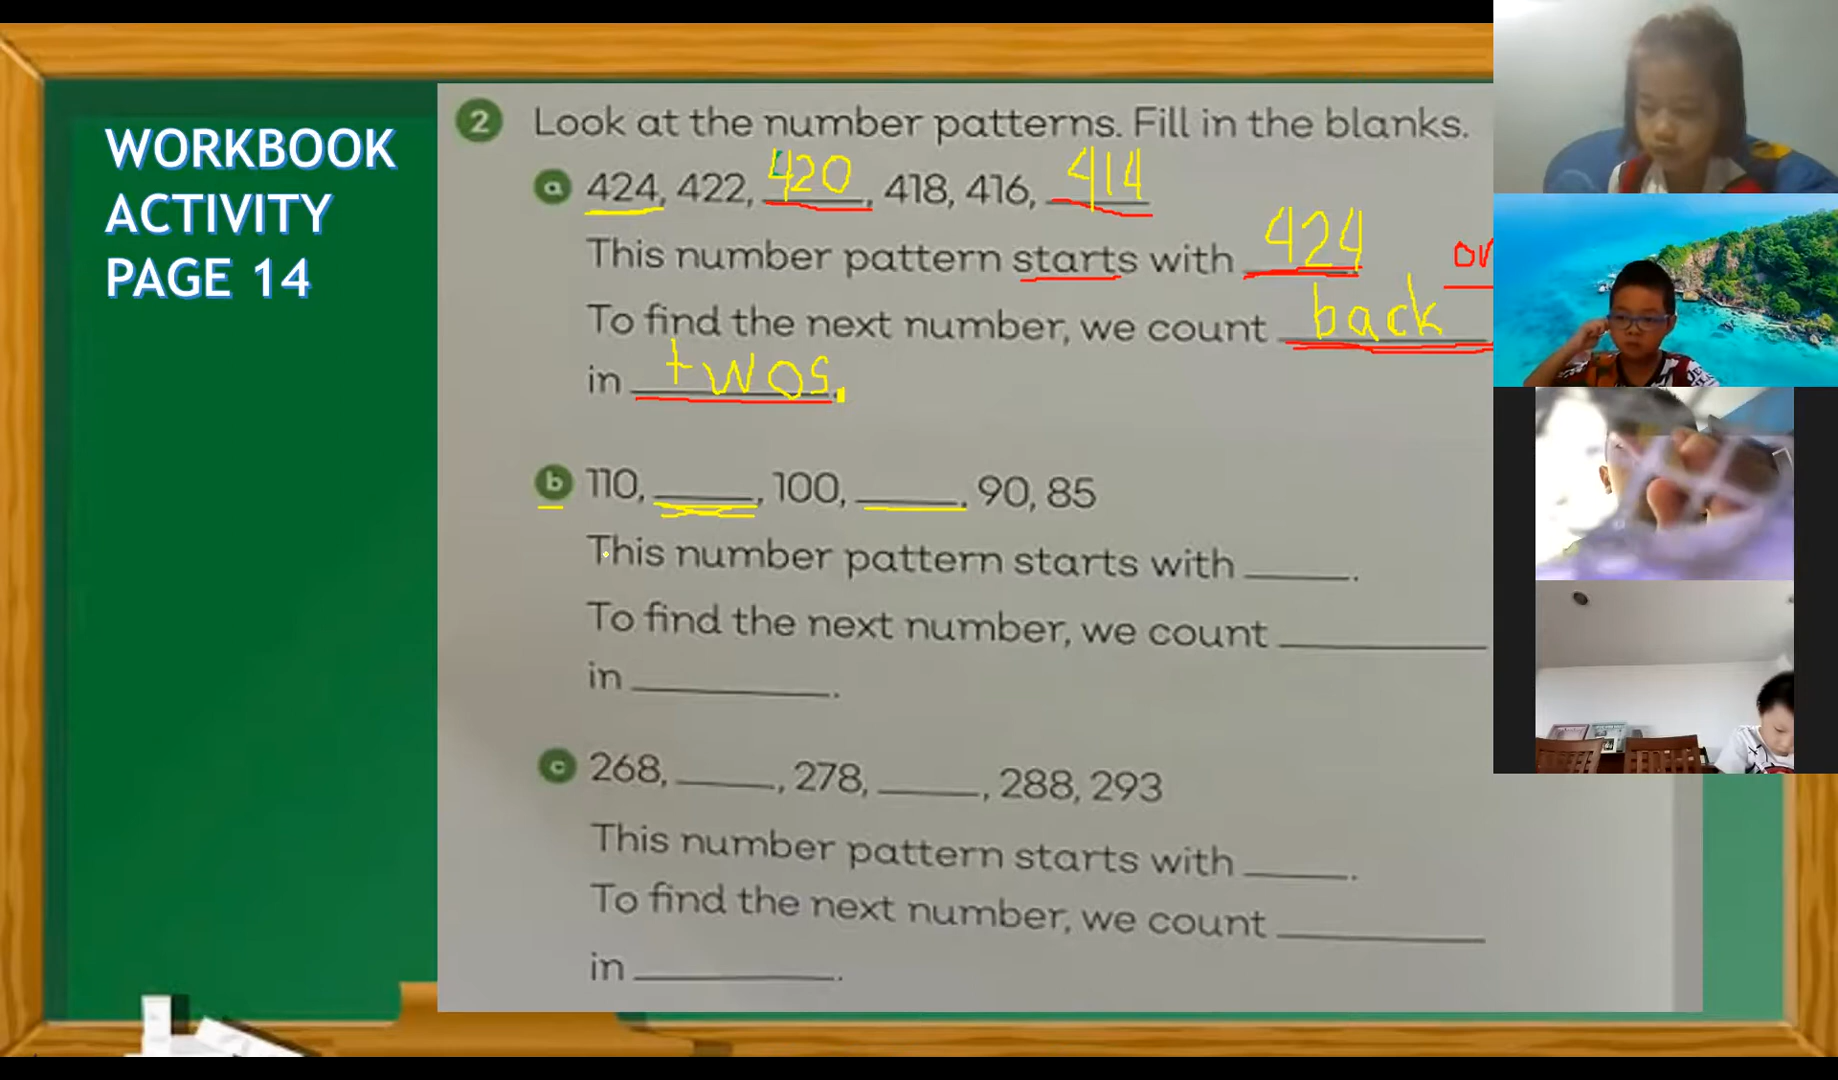 WORKBOOK
ACTIVITY
PAGE 14
2 Look at the number patterns. Fill in the blanks.
a 424, 422, 420, 418, 416, 414
This number pattern starts with 424
To find the next number, we count back
in twos.
b 110, ____, 100, ____, 90, 85
This number pattern starts with ____.
To find the next number, we count ____
in ____.
c 268, ____, 278, ____, 288, 293
This number pattern starts with ____.
To find the next number, we count ____
in ____.